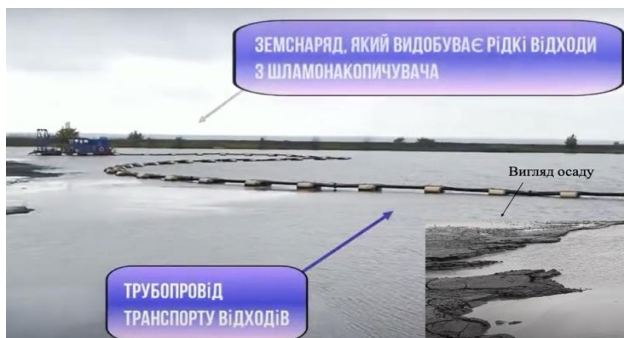 ЗЕМСНАРЯД, ЯКИЙ ВИДОБУВАЄ РІДКІ ВІДХОДИ
З ШЛАМОНАКОПИЧУВАЧА
Вигляд осаду
ТРУБОПРОВІД
ТРАНСПОРТУ ВІДХОДІВ